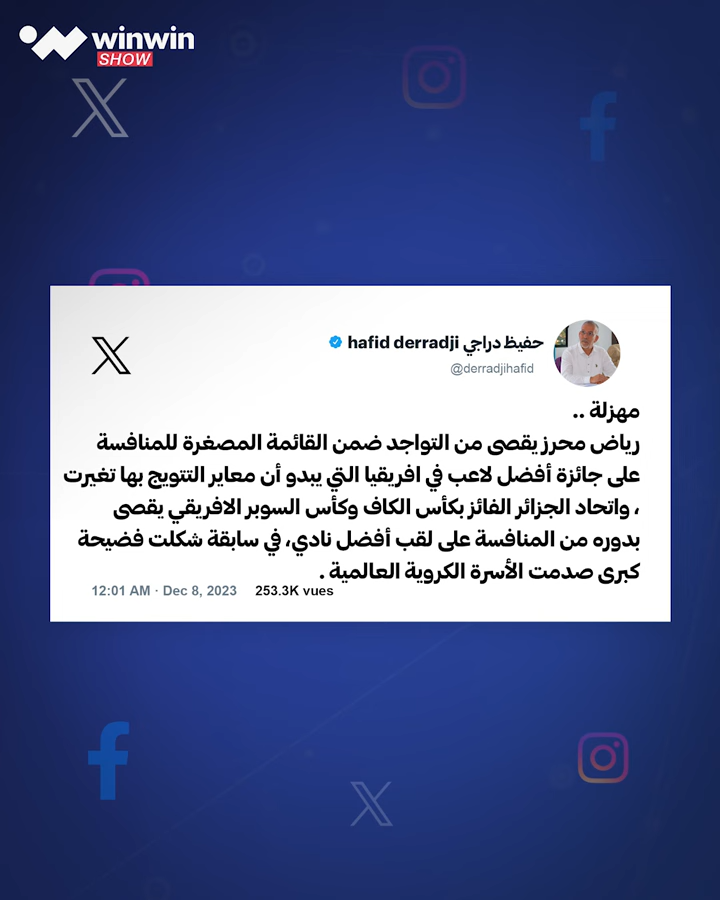 winwin
SHOW
حفيظ دراجي hafid derradji
@derradjihafid
مهزلة ..
رياض محرز يقصى من التواجد ضمن القائمة المصغرة للمنافسة
على جائزة أفضل لاعب في افريقيا التي يبدو أن معاير التتويج بها تغيرت
، واتحاد الجزائر الفائز بكأس الكاف وكأس السوبر الافريقي يقصى
بدوره من المنافسة على لقب أفضل نادي، في سابقة شكلت فضيحة
كبرى صدمت الأسرة الكروية العالمية .
12:01 AM · Dec 8, 2023 253.3K vues